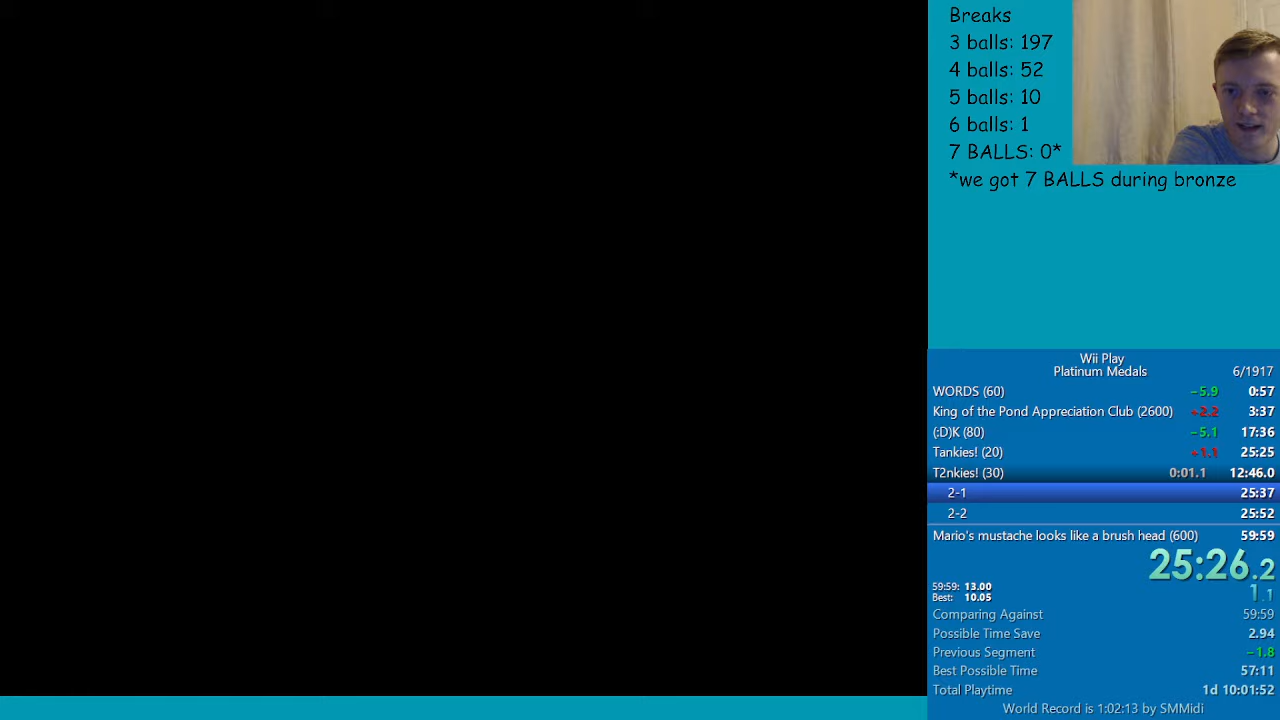 Breaks
3 balls: 197
4 balls: 52
5 balls: 10
6 balls: 1
7 BALLS: 0*
*we got 7 BALLS during bronze
Wii Play
Platinum Medals 6/1917
WORDS (60) -5.9 0:57
King of the Pond Appreciation Club (2600) +2.2 3:37
(;D)K (80) -5.1 17:36
Tankies! (20) +1.1 25:25
T2nkies! (30) 0:01.1 12:46.0
2-1 25:37
2-2 25:52
Mario's mustache looks like a brush head (600) 59:59
25:26.2
59:59: 13.00
Best: 10.05
1.1
Comparing Against 59:59
Possible Time Save 2.94
Previous Segment -1.8
Best Possible Time 57:11
Total Playtime 1d 10:01:52
World Record is 1:02:13 by SMMidi